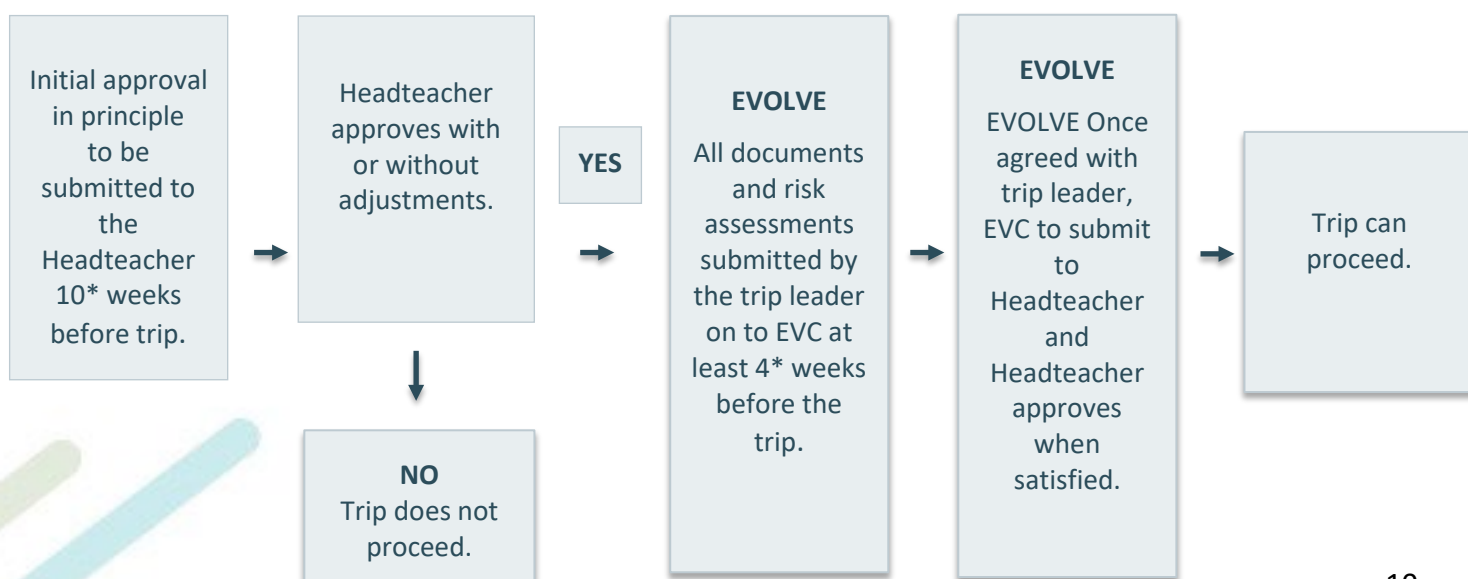 Initial approval
in principle
to be
submitted to
the
Headteacher
10* weeks
before trip.
Headteacher
approves with
or without
adjustments.
YES
NO
Trip does not
proceed.
EVOLVE
All documents
and risk
assessments
submitted by
the trip leader
on to EVC at
least 4* weeks
before the
trip.
EVOLVE
EVOLVE Once
agreed with
trip leader,
EVC to submit
to
Headteacher
and
Headteacher
approves
when
satisfied.
Trip can
proceed.